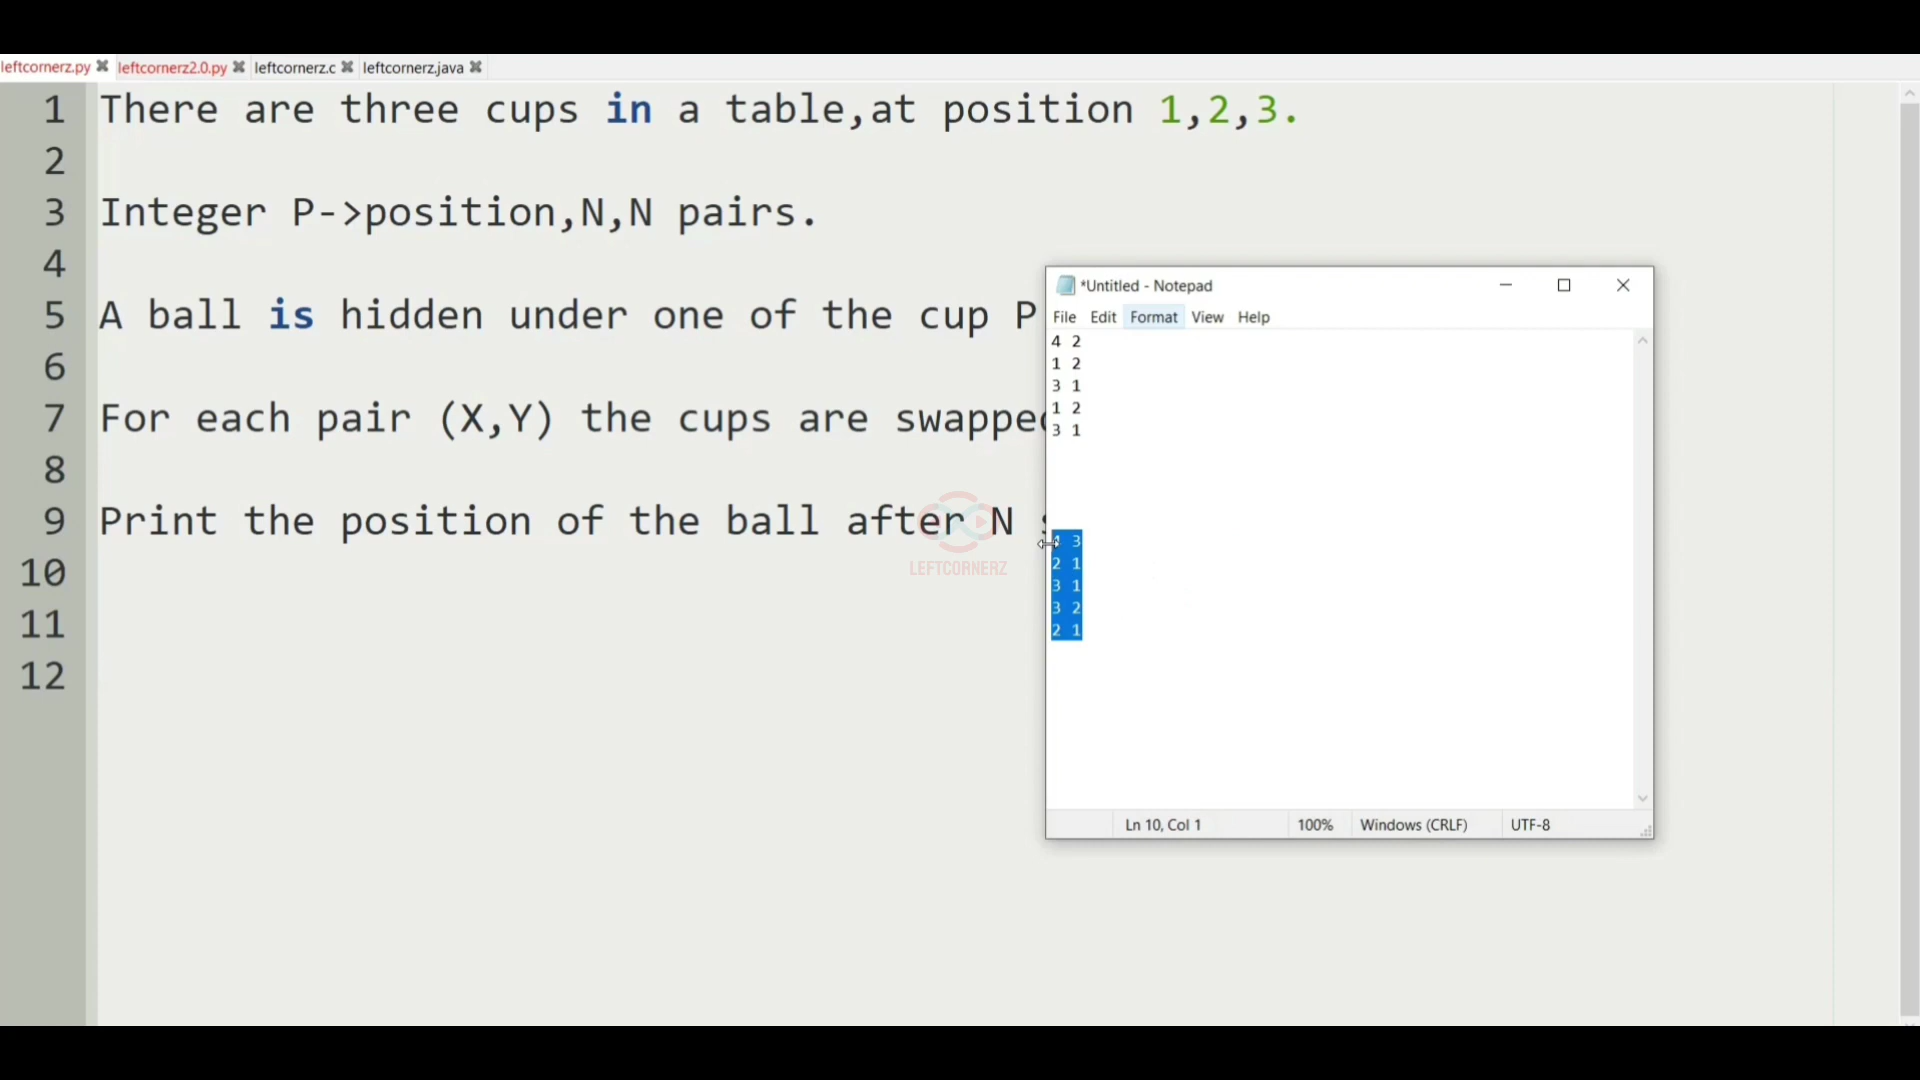 leftcornerz.py leftcornerz2.0.py leftcornerz.c leftcornerz.java
1 There are three cups in a table,at position 1,2,3.
2
3 Integer P->position,N,N pairs.
4
5 A ball is hidden under one of the cup P
6
7 For each pair (X,Y) the cups are swapped
8
9 Print the position of the ball after N
10
11
12
LEFTCORNERZ
*Untitled - Notepad
File Edit Format View Help
4 2
1 2
3 1
1 2
3 1
4 3
2 1
3 1
3 2
2 1
Ln 10, Col 1 100% Windows (CRLF) UTF-8